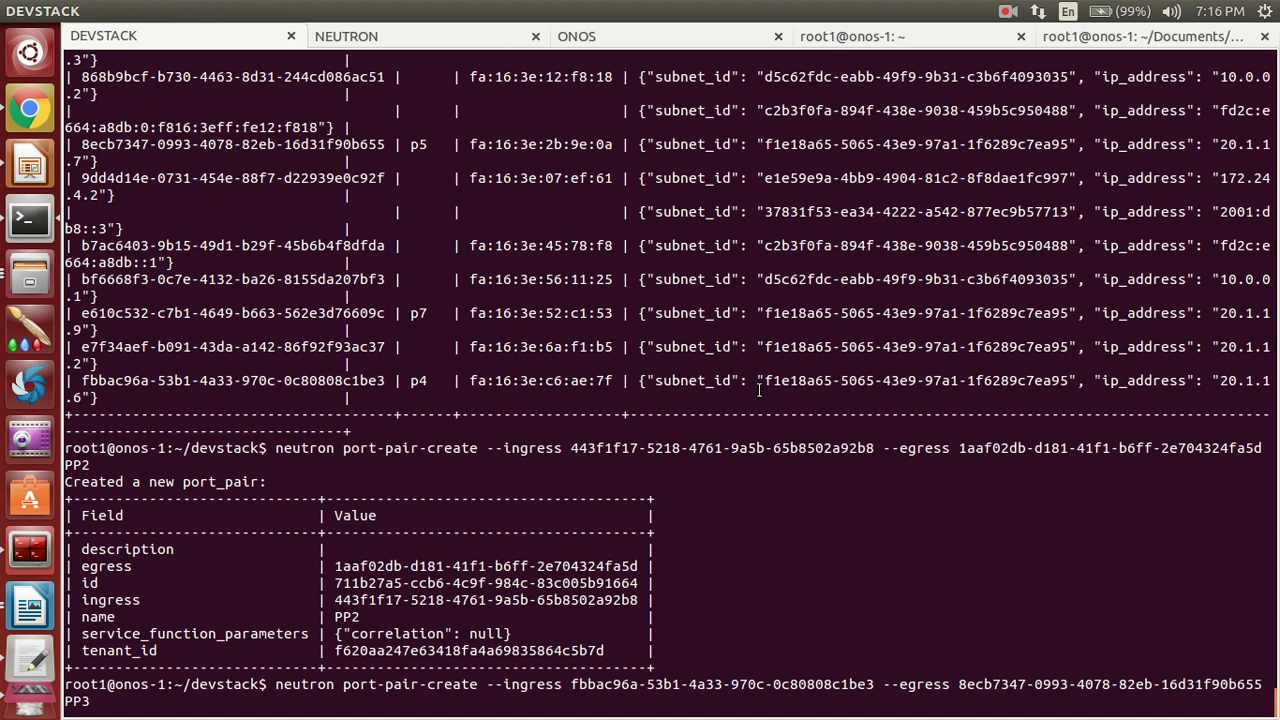 DEVSTACK
En (99%) 7:16 PM
DEVSTACK NEUTRON ONOS root1@onos-1: ~ root1@onos-1: ~/Documents/...
.3"} |
| 868b9bcf-b730-4463-8d31-244cd086ac51 | | fa:16:3e:12:f8:18 | {"subnet_id": "d5c62fdc-eabb-49f9-9b31-c3b6f4093035", "ip_address": "10.0.0
.2"} |
| | | {"subnet_id": "c2b3f0fa-894f-438e-9038-459b5c950488", "ip_address": "fd2c:e
664:a8db:0:f816:3eff:fe12:f818"} |
| 8ecb7347-0993-4078-82eb-16d31f90b655 | p5 | fa:16:3e:2b:9e:0a | {"subnet_id": "f1e18a65-5065-43e9-97a1-1f6289c7ea95", "ip_address": "20.1.1
.7"} |
| 9dd4d14e-0731-454e-88f7-d22939e0c92f | | fa:16:3e:07:ef:61 | {"subnet_id": "e1e59e9a-4bb9-4904-81c2-8f8dae1fc997", "ip_address": "172.24
.4.2"} |
| | | {"subnet_id": "37831f53-ea34-4222-a542-877ec9b57713", "ip_address": "2001:d
b8::3"} |
| b7ac6403-9b15-49d1-b29f-45b6b4f8dfda | | fa:16:3e:45:78:f8 | {"subnet_id": "c2b3f0fa-894f-438e-9038-459b5c950488", "ip_address": "fd2c:e
664:a8db::1"} |
| bf6668f3-0c7e-4132-ba26-8155da207bf3 | | fa:16:3e:56:11:25 | {"subnet_id": "d5c62fdc-eabb-49f9-9b31-c3b6f4093035", "ip_address": "10.0.0
.1"} |
| e610c532-c7b1-4649-b663-562e3d76609c | p7 | fa:16:3e:52:c1:53 | {"subnet_id": "f1e18a65-5065-43e9-97a1-1f6289c7ea95", "ip_address": "20.1.1
.9"} |
| e7f34aef-b091-43da-a142-86f92f93ac37 | | fa:16:3e:6a:f1:b5 | {"subnet_id": "f1e18a65-5065-43e9-97a1-1f6289c7ea95", "ip_address": "20.1.1
.2"} |
| fbbac96a-53b1-4a33-970c-0c80808c1be3 | p4 | fa:16:3e:c6:ae:7f | {"subnet_id": "f1e18a65-5065-43e9-97a1-1f6289c7ea95", "ip_address": "20.1.1
.6"} |
root1@onos-1:~/devstack$ neutron port-pair-create --ingress 443f1f17-5218-4761-9a5b-65b8502a92b8 --egress 1aaf02db-d181-41f1-b6ff-2e704324fa5d
PP2
Created a new port_pair:
| Field | Value |
| description | |
| egress | 1aaf02db-d181-41f1-b6ff-2e704324fa5d |
| id | 711b27a5-ccb6-4c9f-984c-83c005b91664 |
| ingress | 443f1f17-5218-4761-9a5b-65b8502a92b8 |
| name | PP2 |
| service_function_parameters | {"correlation": null} |
| tenant_id | f620aa247e63418fa4a69835864c5b7d |
root1@onos-1:~/devstack$ neutron port-pair-create --ingress fbbac96a-53b1-4a33-970c-0c80808c1be3 --egress 8ecb7347-0993-4078-82eb-16d31f90b655
PP3